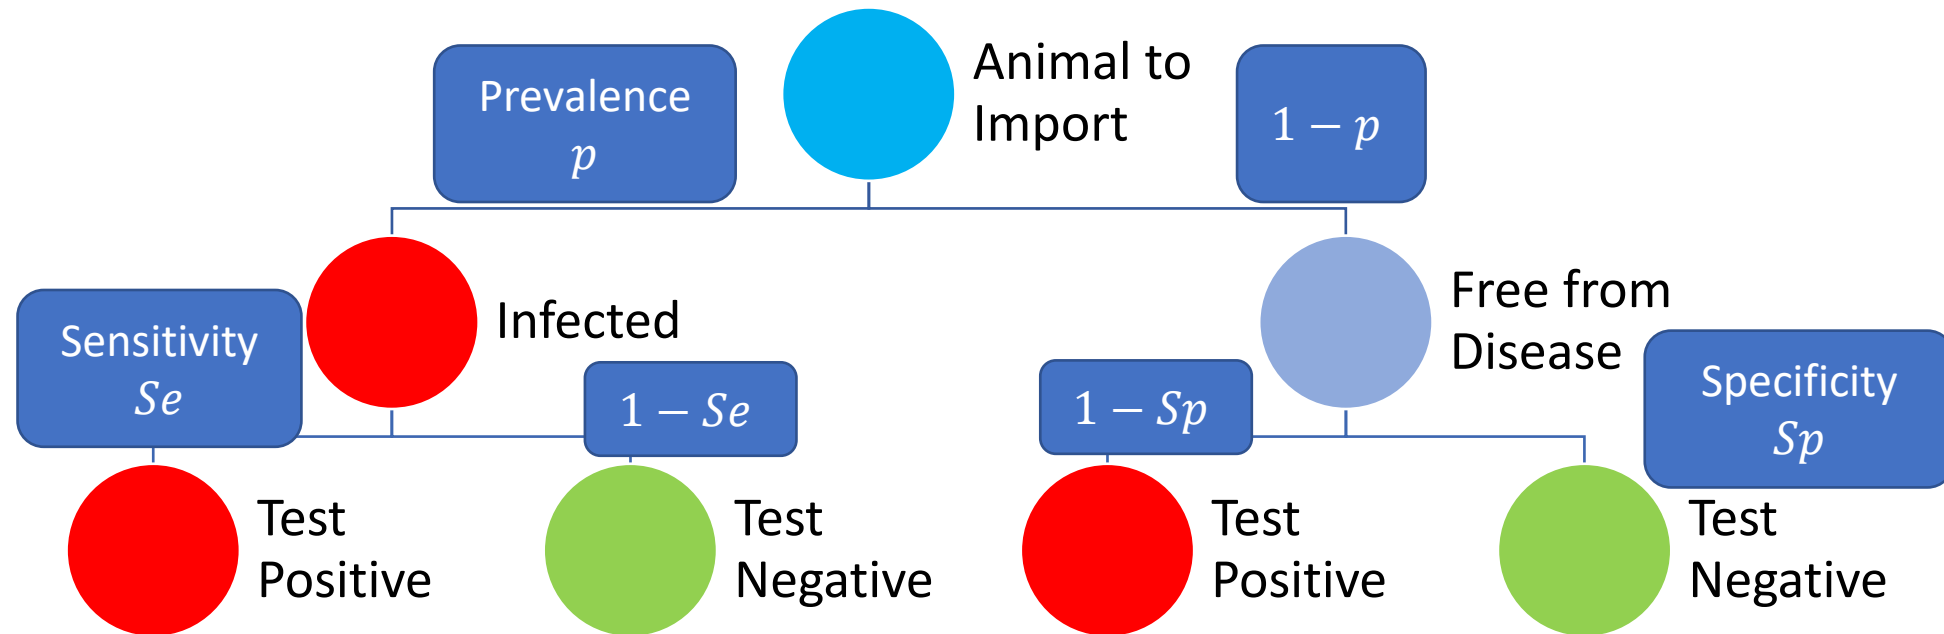 Animal to
Import
Prevalence
p
1 − p
Infected
Free from
Disease
Sensitivity
Se
1 − Se
1 − Sp
Specificity
Sp
Test
Positive
Test
Negative
Test
Positive
Test
Negative